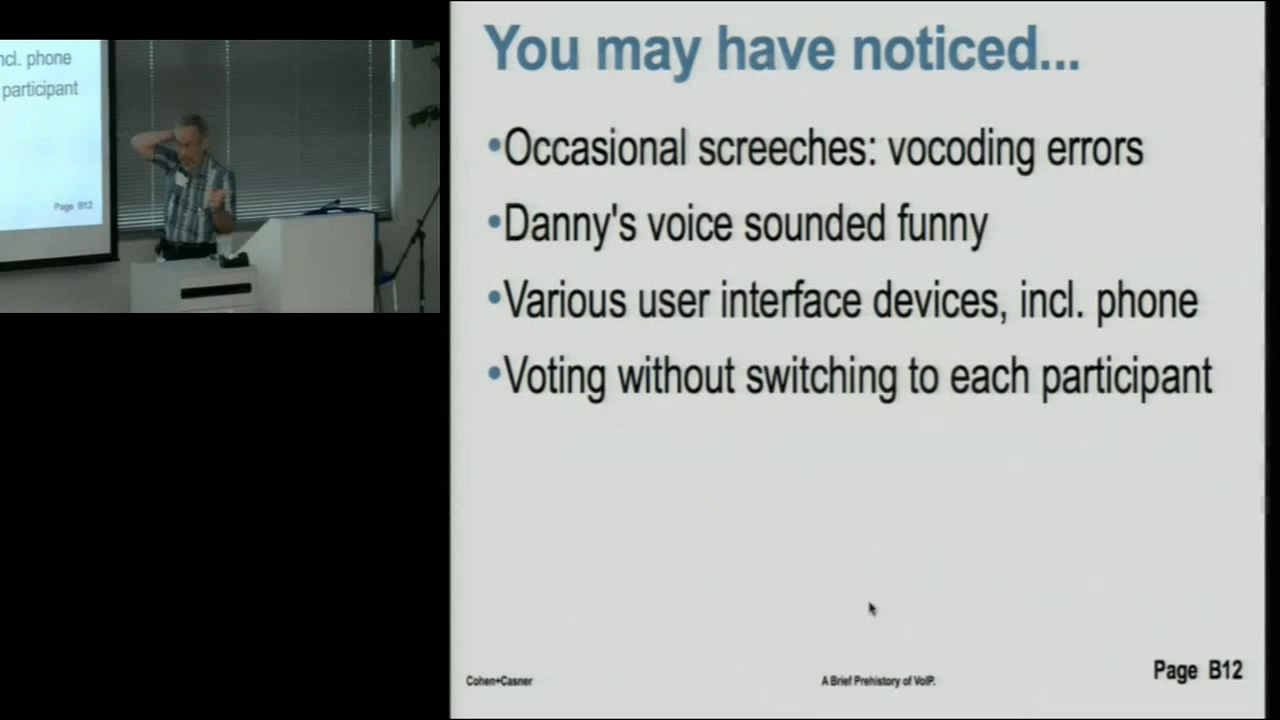 ncl. phone
participant
Page B12
You may have noticed...
•Occasional screeches: vocoding errors
•Danny's voice sounded funny
•Various user interface devices, incl. phone
•Voting without switching to each participant
Cohen+Casner
A Brief Prehistory of VoIP.
Page B12